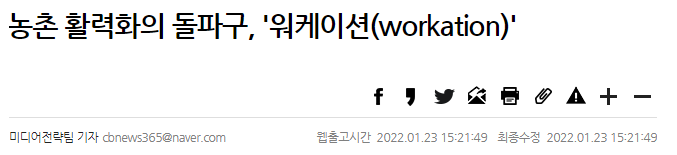 농촌 활력화의 돌파구, '워케이션(workation)'
미디어전략팀 기자 cbnews365@naver.com 웹출고시간 2022.01.23 15:21:49 최종수정 2022.01.23 15:21:49